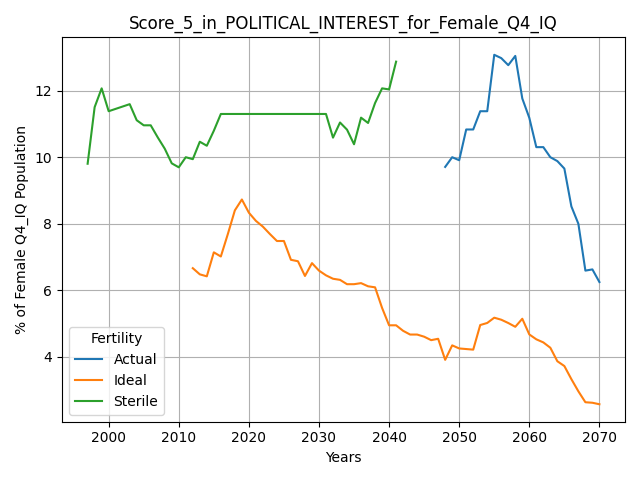 Score_5_in_POLITICAL_INTEREST_for_Female_Q4_IQ
% of Female Q4_IQ Population
12
10
8
6
4
Fertility
Actual
Ideal
Sterile
2000 2010 2020 2030 2040 2050 2060 2070
Years